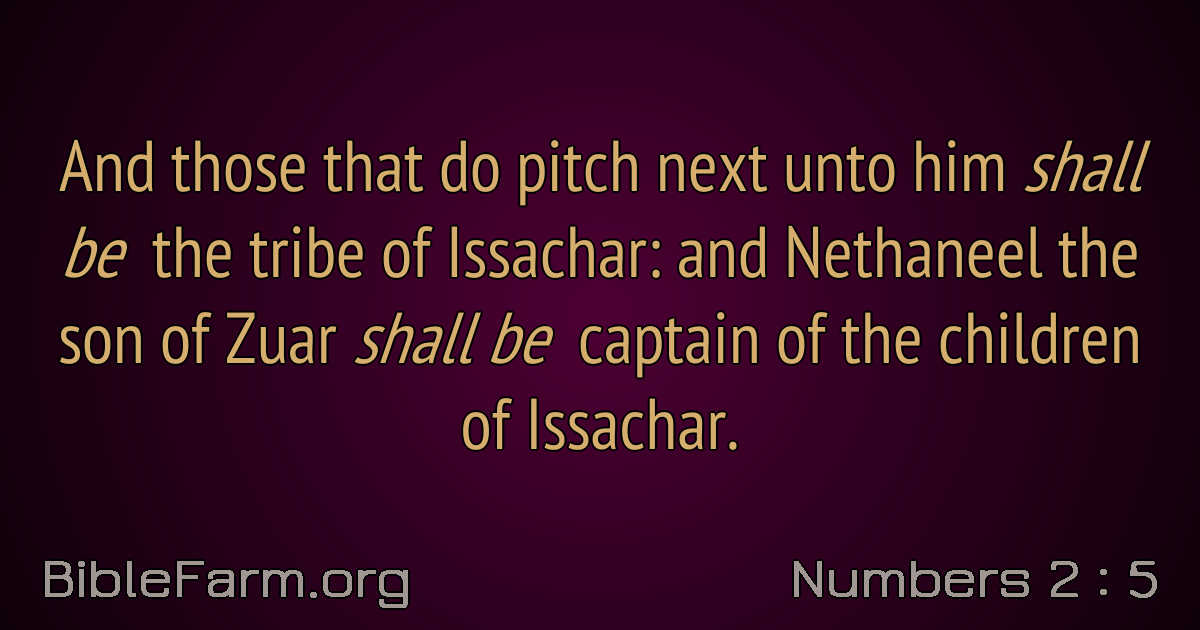 And those that do pitch next unto him shall
be the tribe of Issachar: and Nethaneel the
son of Zuar shall be captain of the children
of Issachar.
BibleFarm.org
Numbers 2 : 5